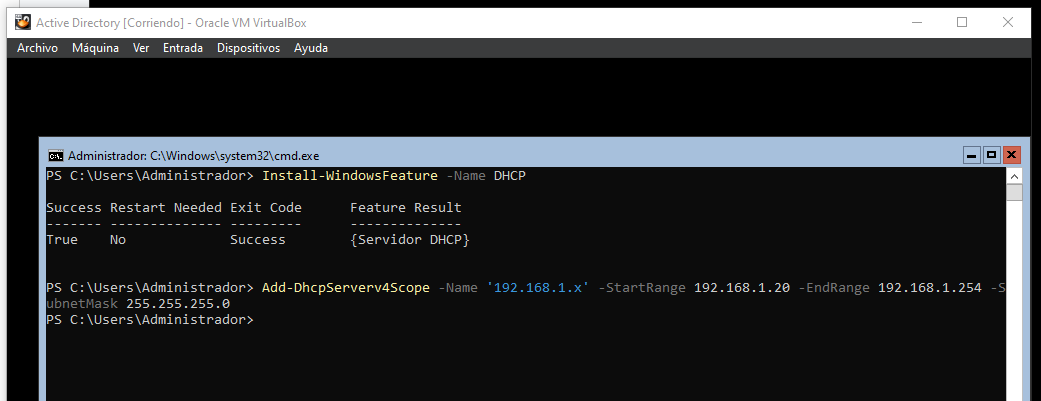 Active Directory [Corriendo] - Oracle VM VirtualBox
Archivo Máquina Ver Entrada Dispositivos Ayuda
Administrador: C:\Windows\system32\cmd.exe
PS C:\Users\Administrador> Install-WindowsFeature -Name DHCP
Success Restart Needed Exit Code      Feature Result
------- -------------- ---------      --------------
True    No             Success        {Servidor DHCP}
PS C:\Users\Administrador> Add-DhcpServerv4Scope -Name '192.168.1.x' -StartRange 192.168.1.20 -EndRange 192.168.1.254 -S
ubnetMask 255.255.255.0
PS C:\Users\Administrador>